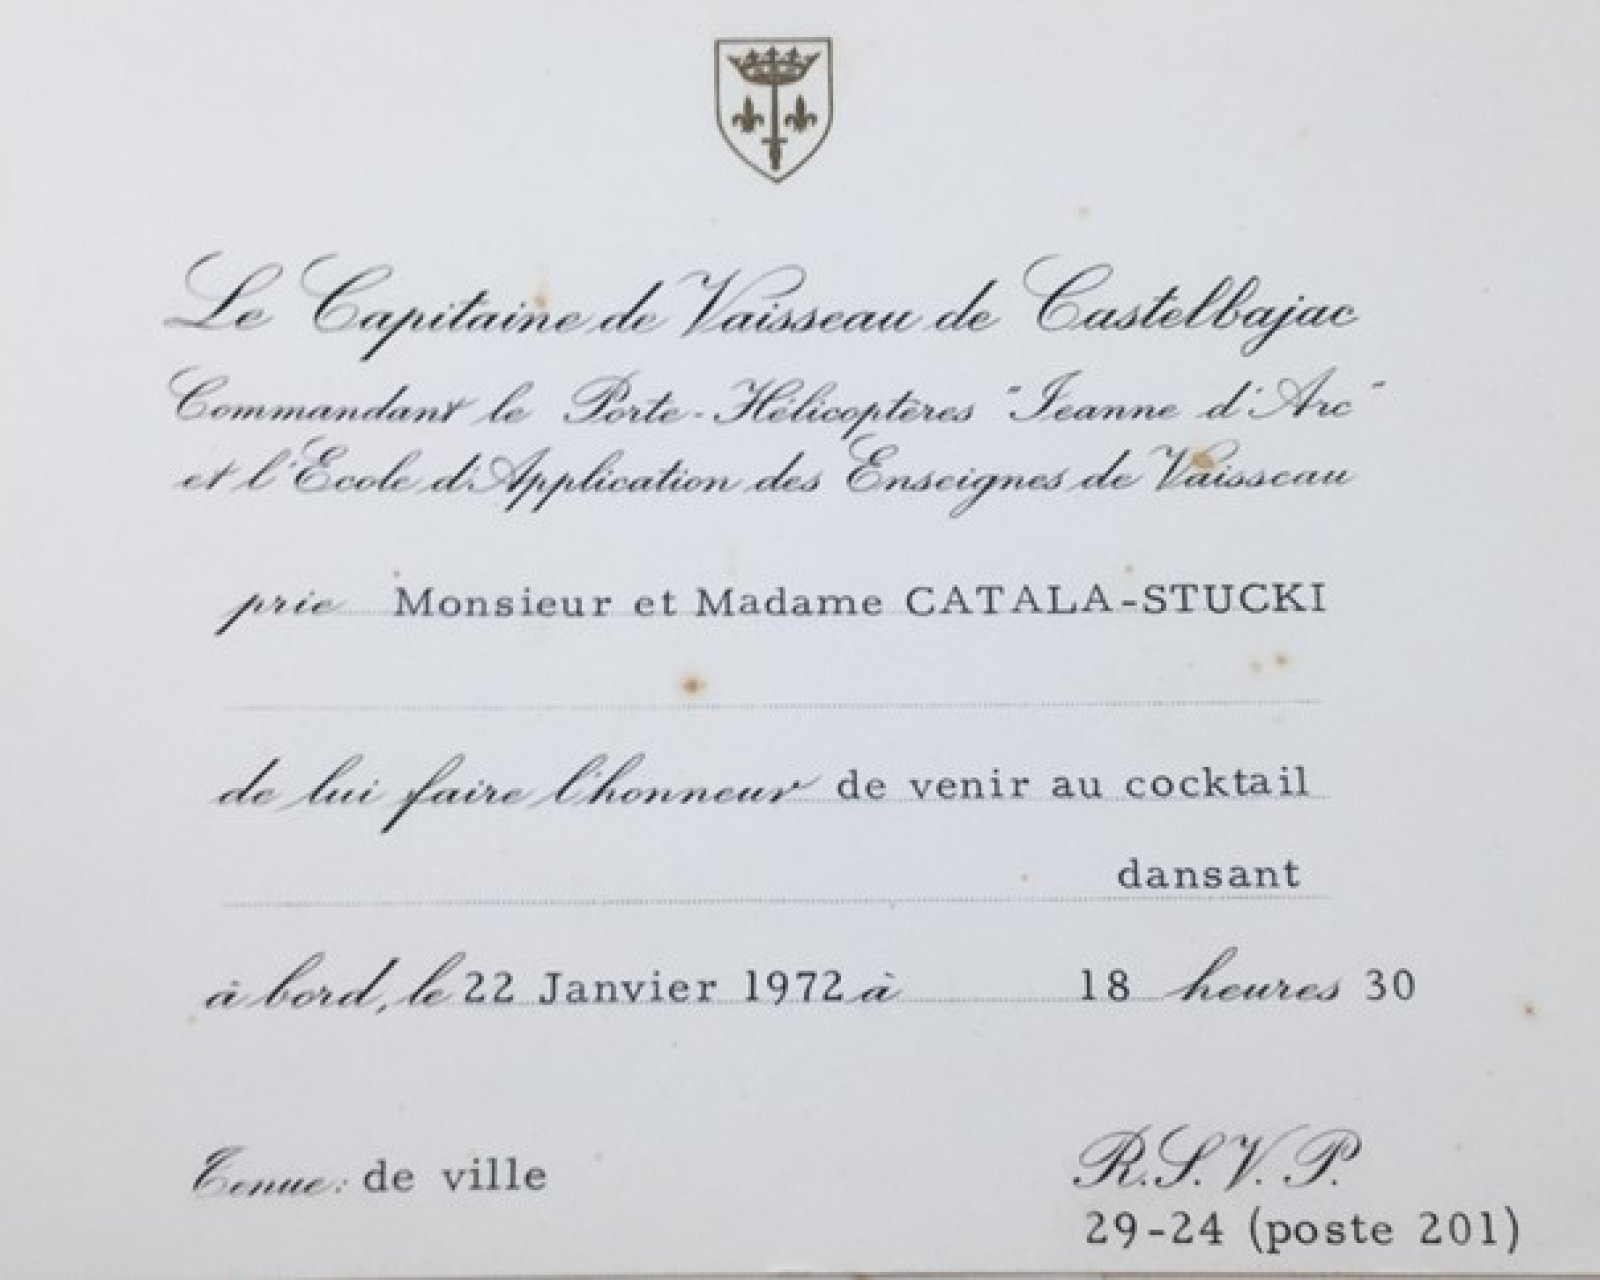 Le Capitaine de Vaisseau de Castelbajac
Commandant le Porte-Hélicoptères "Jeanne d'Arc"
et l'Ecole d'Application des Enseignes de Vaisseau
prie Monsieur et Madame CATALA-STUCKI
de lui faire l'honneur de venir au cocktail
dansant
à bord, le 22 Janvier 1972 à 18 heures 30
Tenue: de ville
R.S.V.P.
29-24 (poste 201)